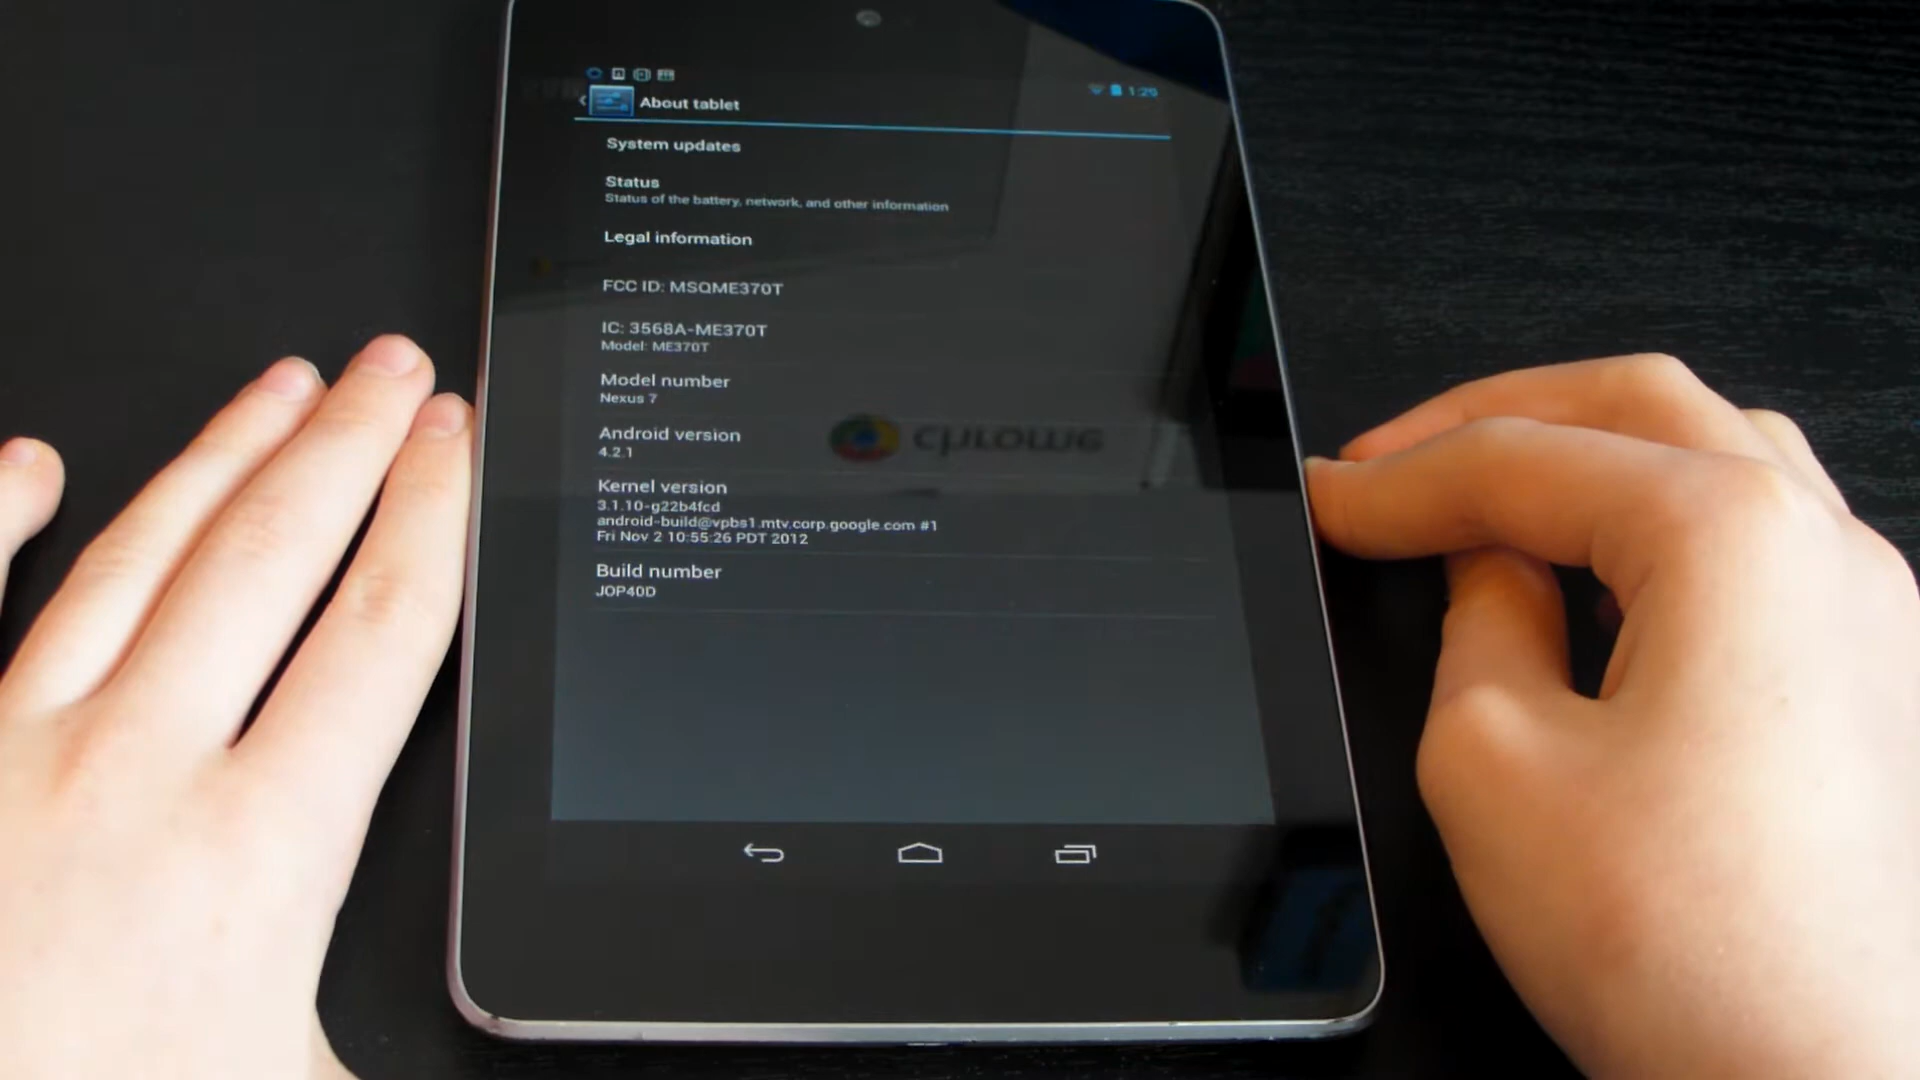 1:29
About tablet
System updates
Status
Status of the battery, network, and other information
Legal information
FCC ID: MSQME370T
IC: 3568A-ME370T
Model: ME370T
Model number
Nexus 7
Android version
4.2.1
chrome
Kernel version
3.1.10-g22b4fcd
android-build@vpbs1.mtv.corp.google.com #1
Fri Nov 2 10:55:26 PDT 2012
Build number
JOP40D